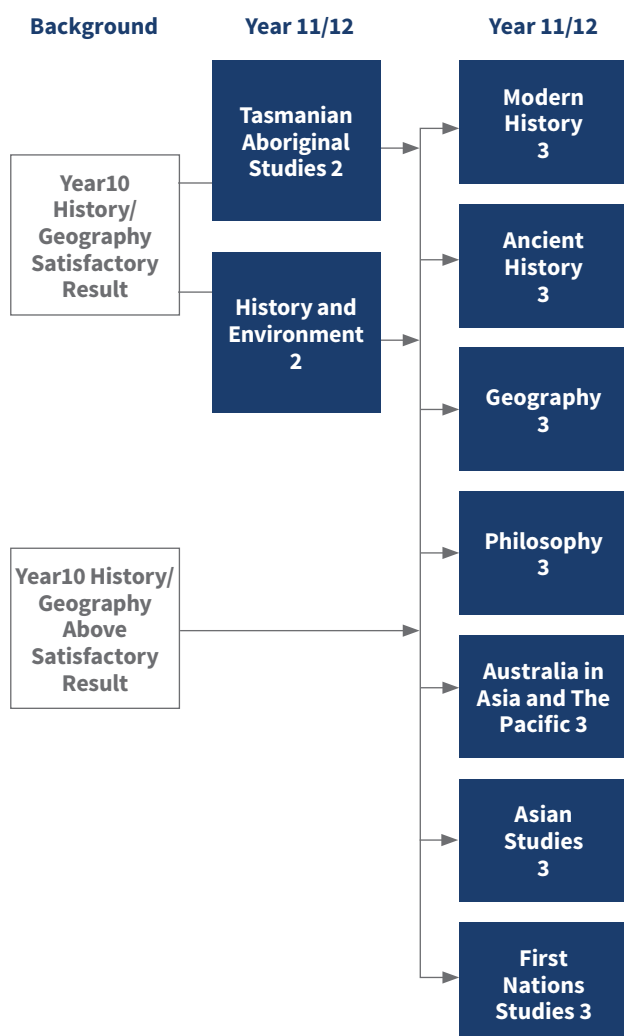 Background
Year 11/12
Year 11/12
Year10
History/
Geography
Satisfactory
Result
Tasmanian
Aboriginal
Studies 2
History and
Environment
2
Year10 History/
Geography
Above
Satisfactory
Result
Modern
History
3
Ancient
History
3
Geography
3
Philosophy
3
Australia in
Asia and The
Pacific 3
Asian
Studies
3
First
Nations
Studies 3